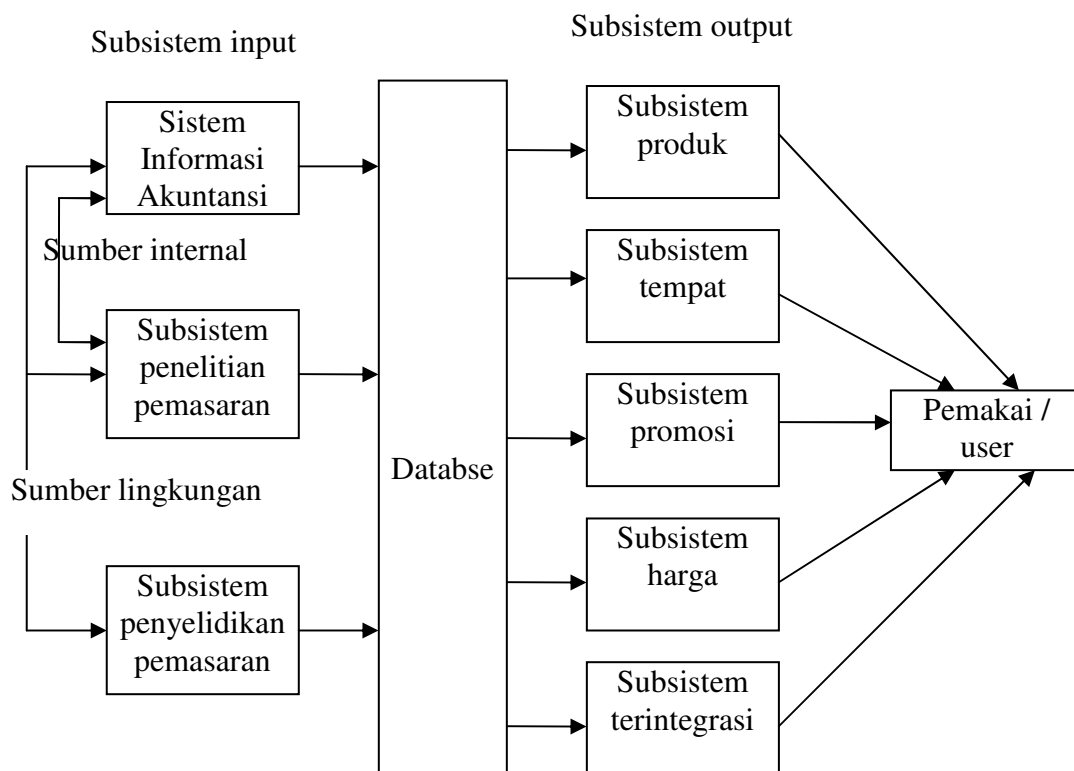 Subsistem input
Subsistem output
Sistem
Informasi
Akuntansi
Sumber internal
Subsistem
penelitian
pemasaran
Sumber lingkungan
Subsistem
penyelidikan
pemasaran
Databse
Subsistem
produk
Subsistem
tempat
Subsistem
promosi
Subsistem
harga
Subsistem
terintegrasi
Pemakai /
user